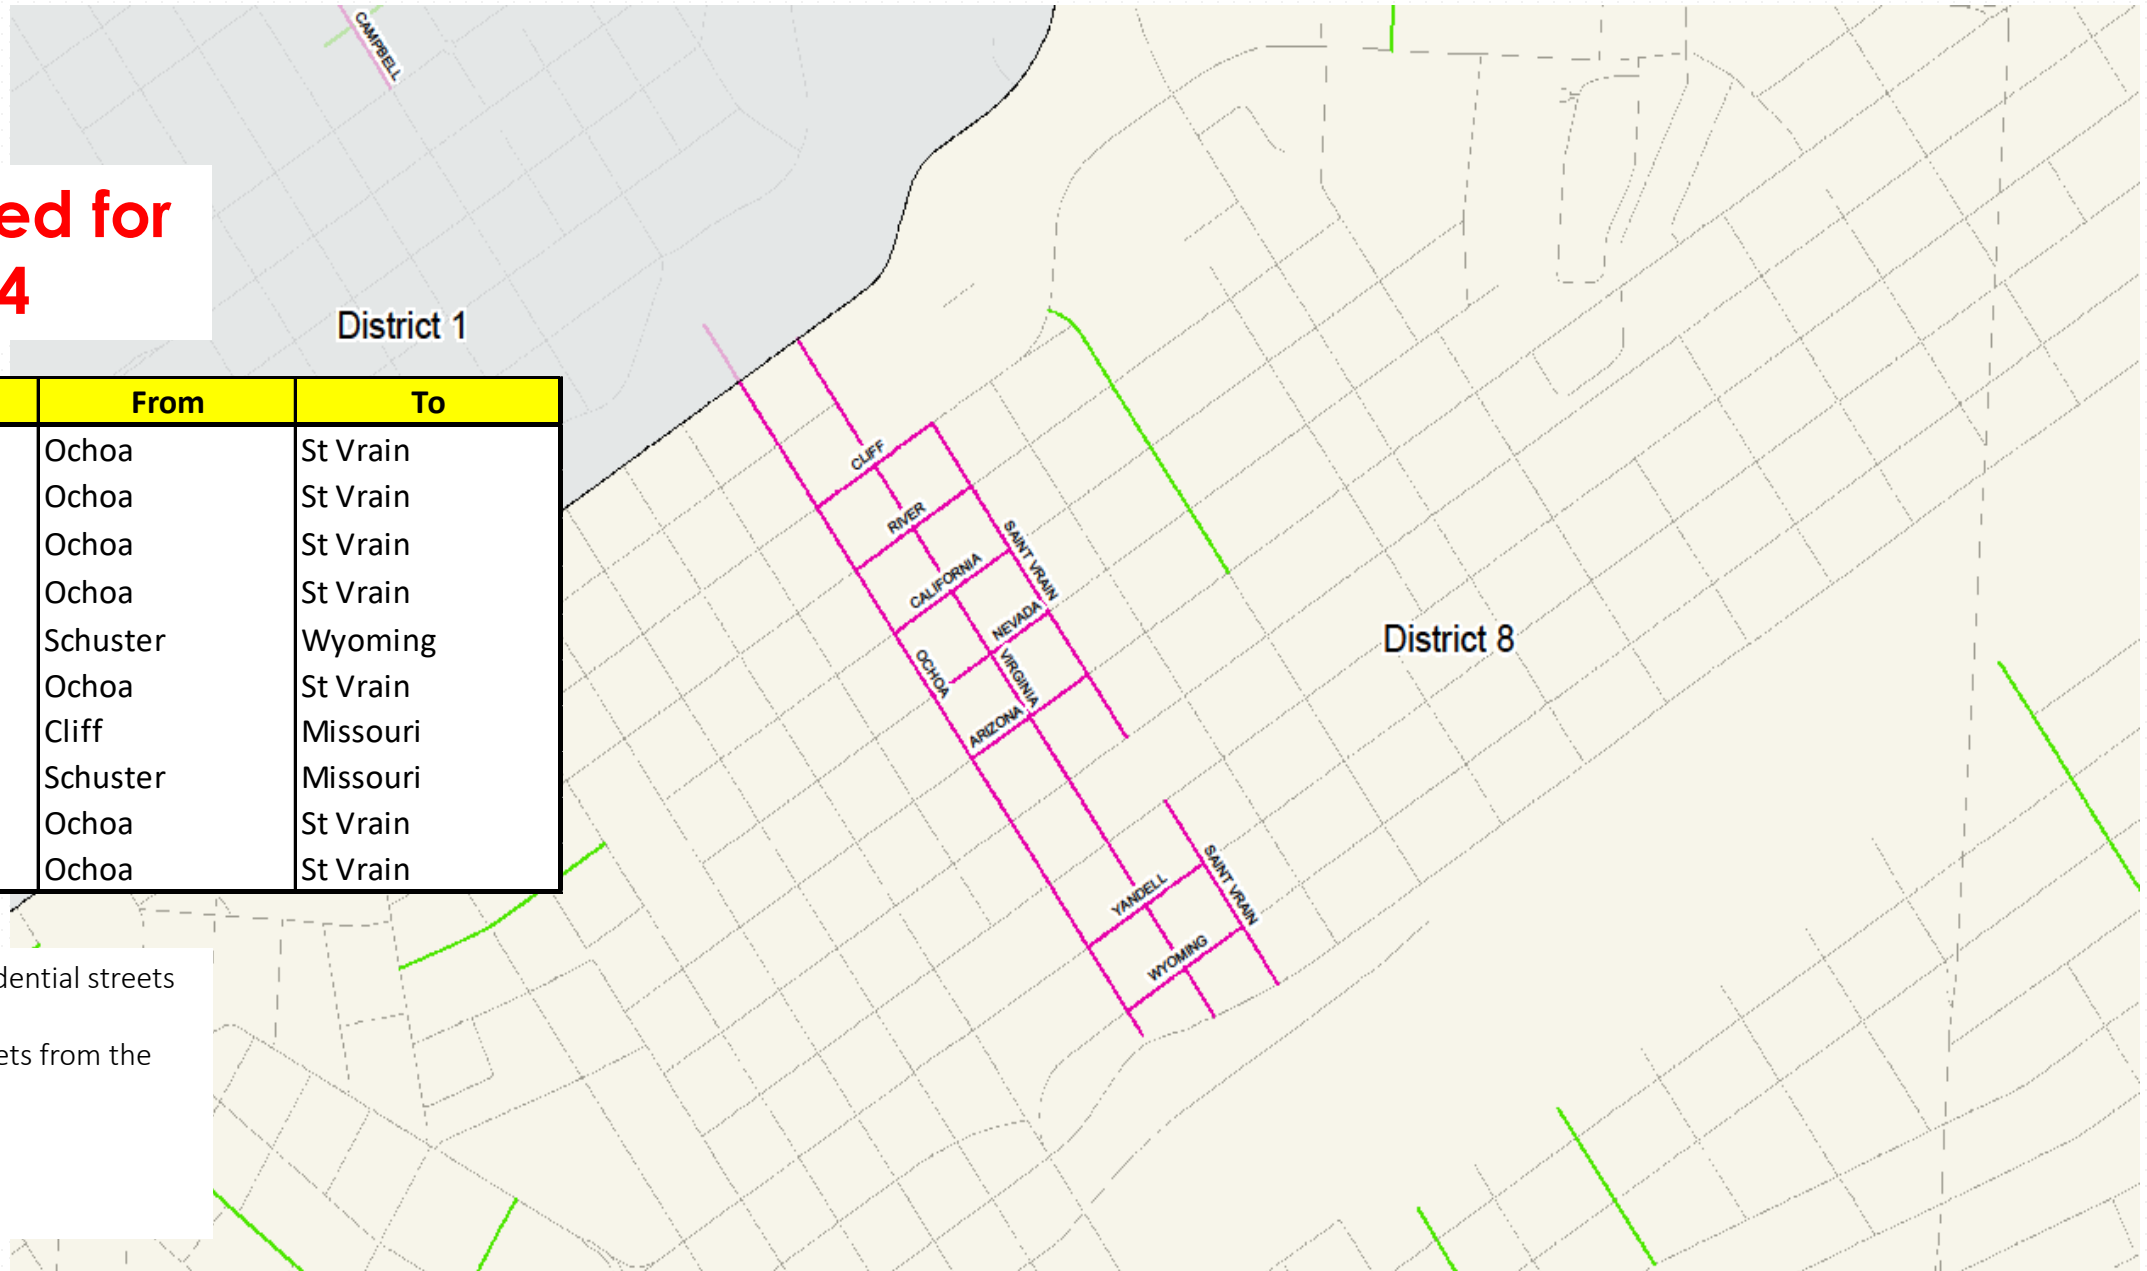 CAMPBELL
ed for
4
District 1
From To
Ochoa St Vrain
Ochoa St Vrain
Ochoa St Vrain
Ochoa St Vrain
Schuster Wyoming
Ochoa St Vrain
Cliff Missouri
Schuster Missouri
Ochoa St Vrain
Ochoa St Vrain
CLIFF
RIVER
SAINT VRAIN
CALIFORNIA
NEVADA
OCHOA
VIRGINIA
ARIZONA
District 8
YANDELL
SAINT VRAIN
WYOMING
dential streets
ets from the